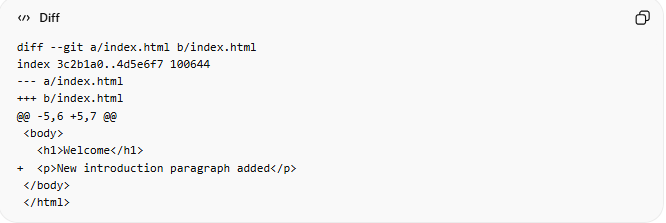 Diff
diff --git a/index.html b/index.html
index 3c2b1a0..4d5e6f7 100644
--- a/index.html
+++ b/index.html
@@ -5,6 +5,7 @@
 <body>
   <h1>Welcome</h1>
+  <p>New introduction paragraph added</p>
 </body>
 </html>